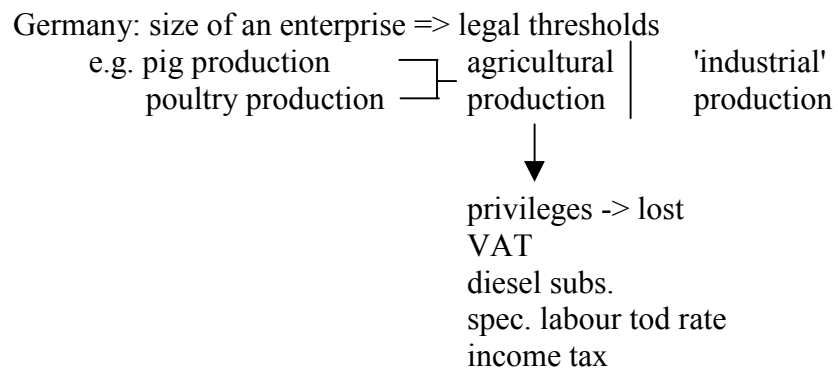 Germany: size of an enterprise => legal thresholds
e.g. pig production agricultural 'industrial'
poultry production production production
privileges -> lost
VAT
diesel subs.
spec. labour tod rate
income tax